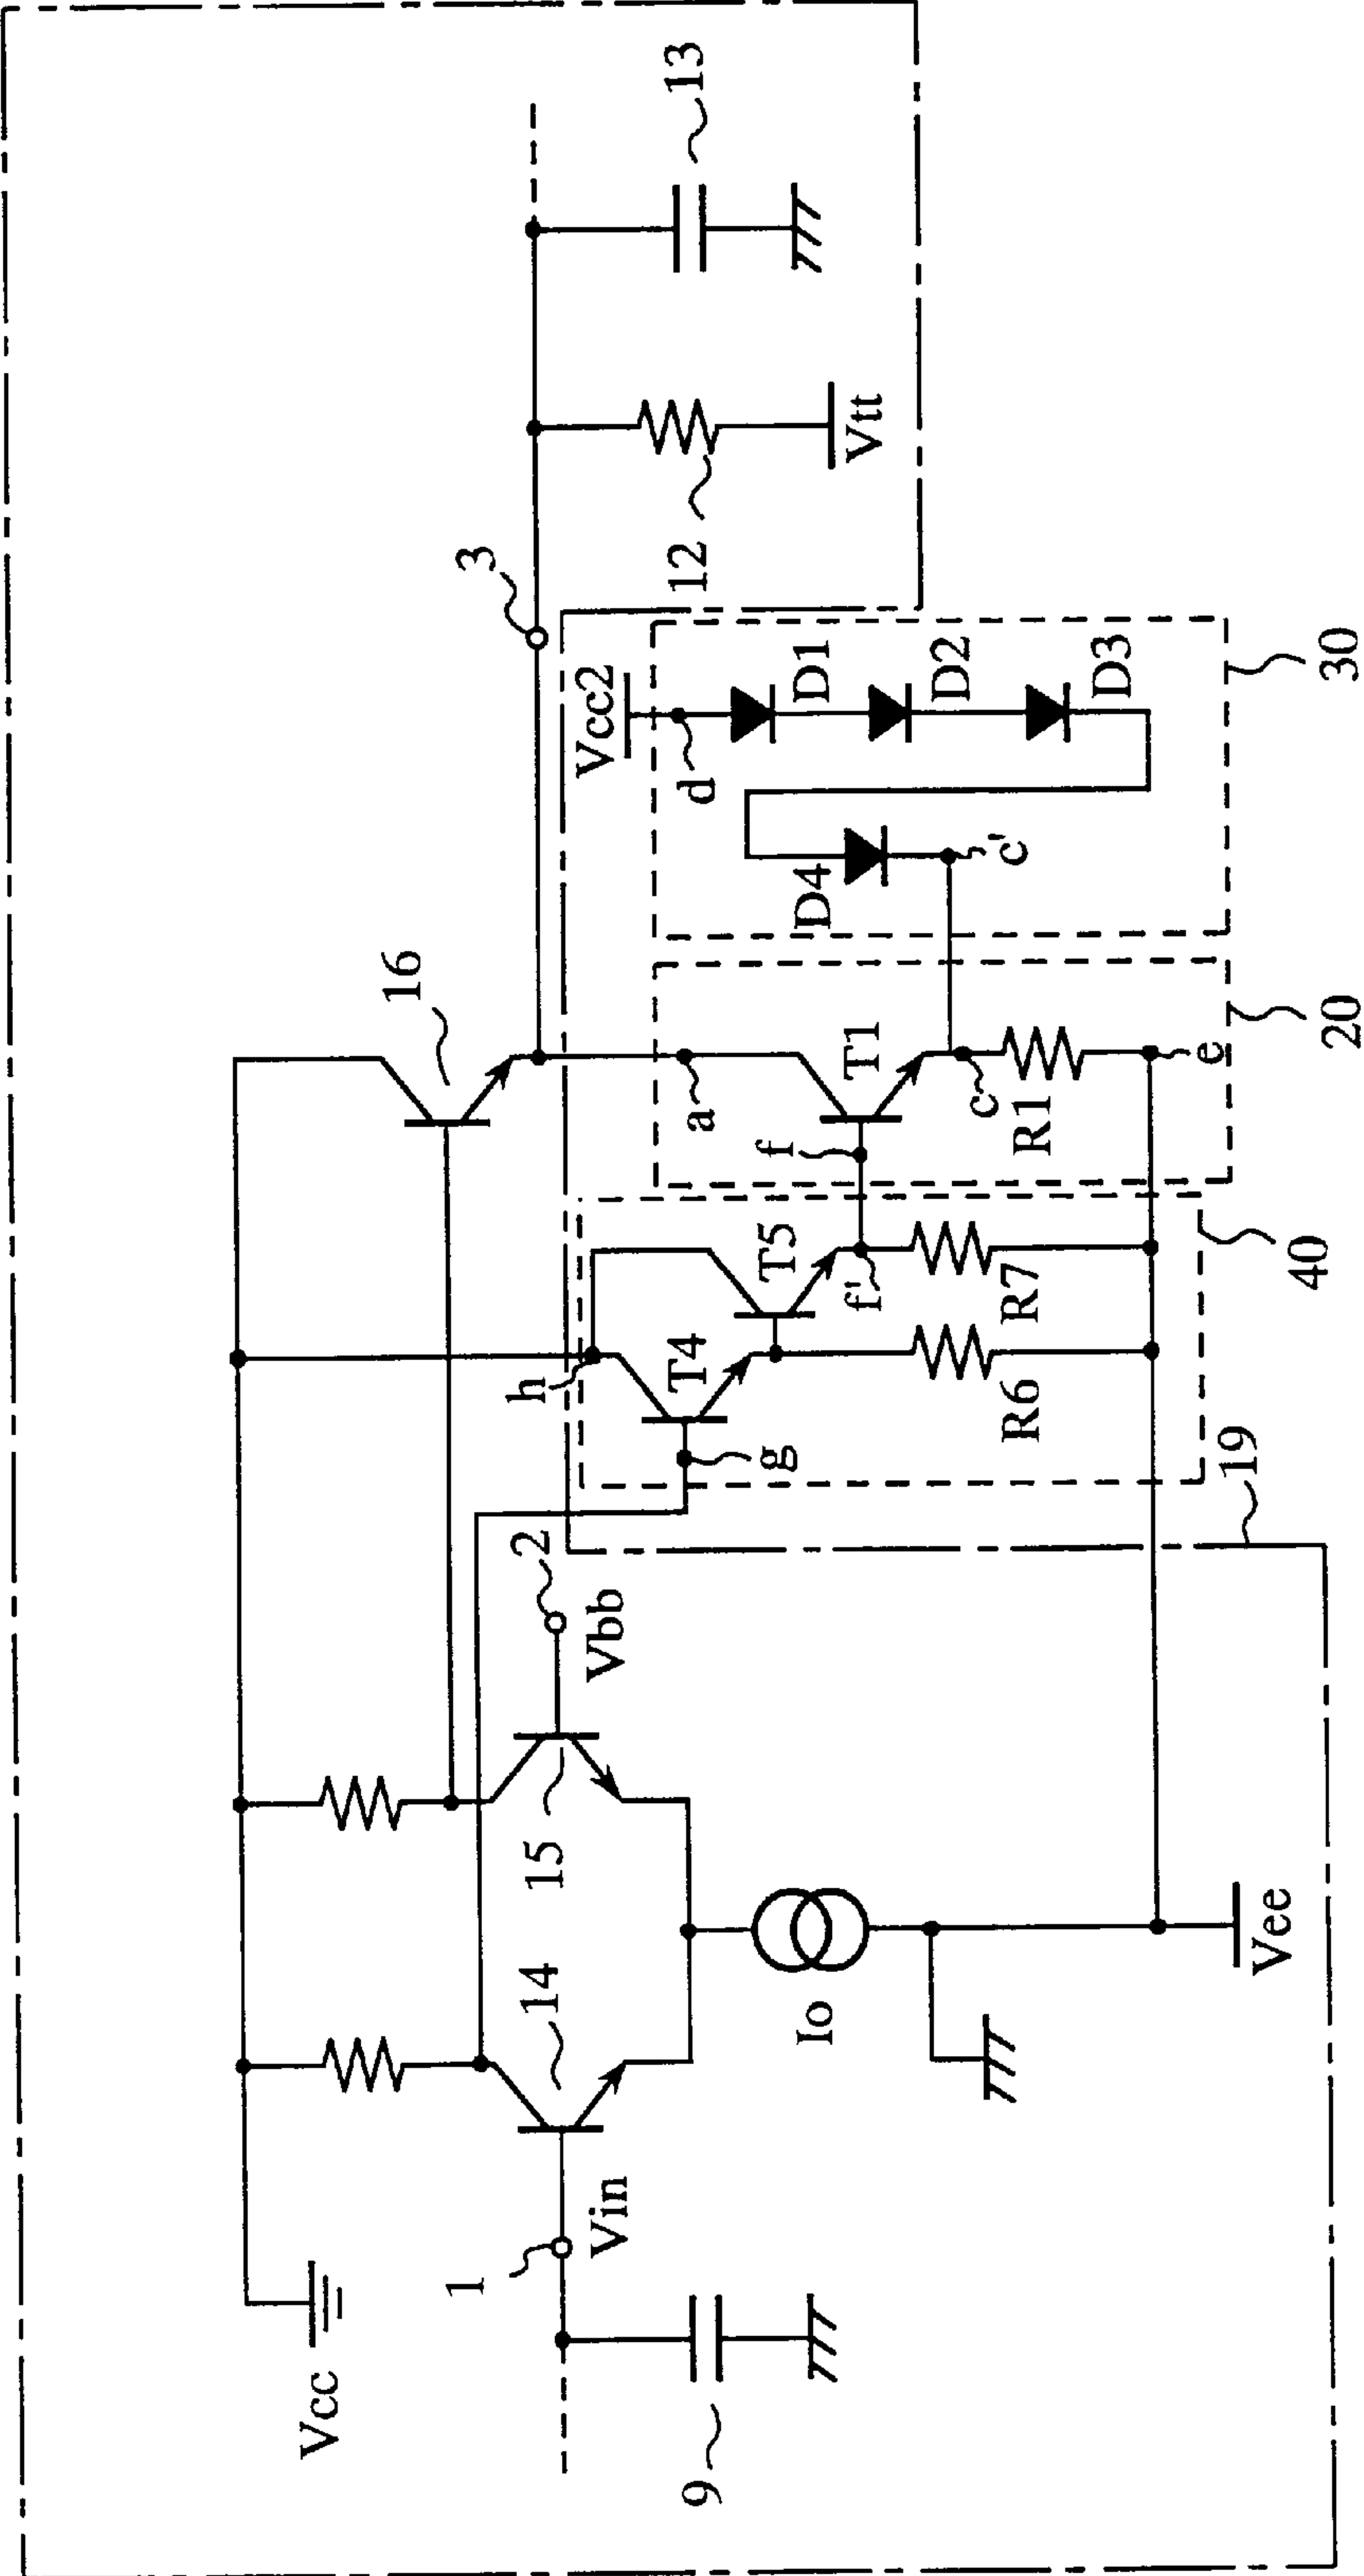 Vcc
9
1
Vin
14
15
Io
Vee
2
Vbb
19
g
h
T4
R6
T5
f'
R7
40
16
a
f
T1
c
R1
e
20
3
Vcc2
d
D1
D2
D3
D4
c'
30
12
Vtt
13